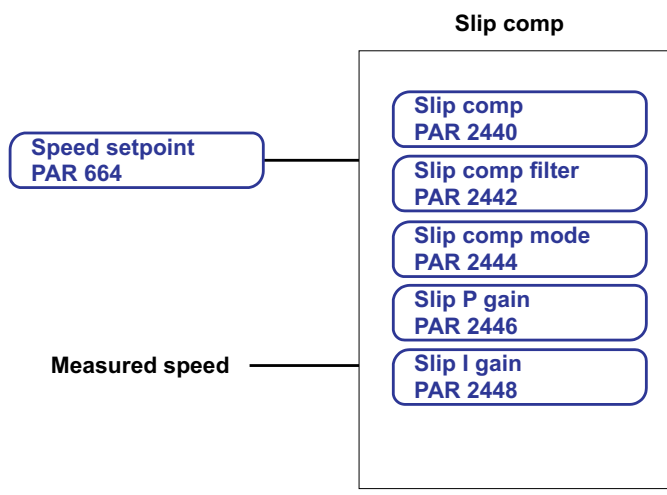 Slip comp
Slip comp
PAR 2440
Speed setpoint
PAR 664
Slip comp filter
PAR 2442
Slip comp mode
PAR 2444
Slip P gain
PAR 2446
Measured speed
Slip I gain
PAR 2448